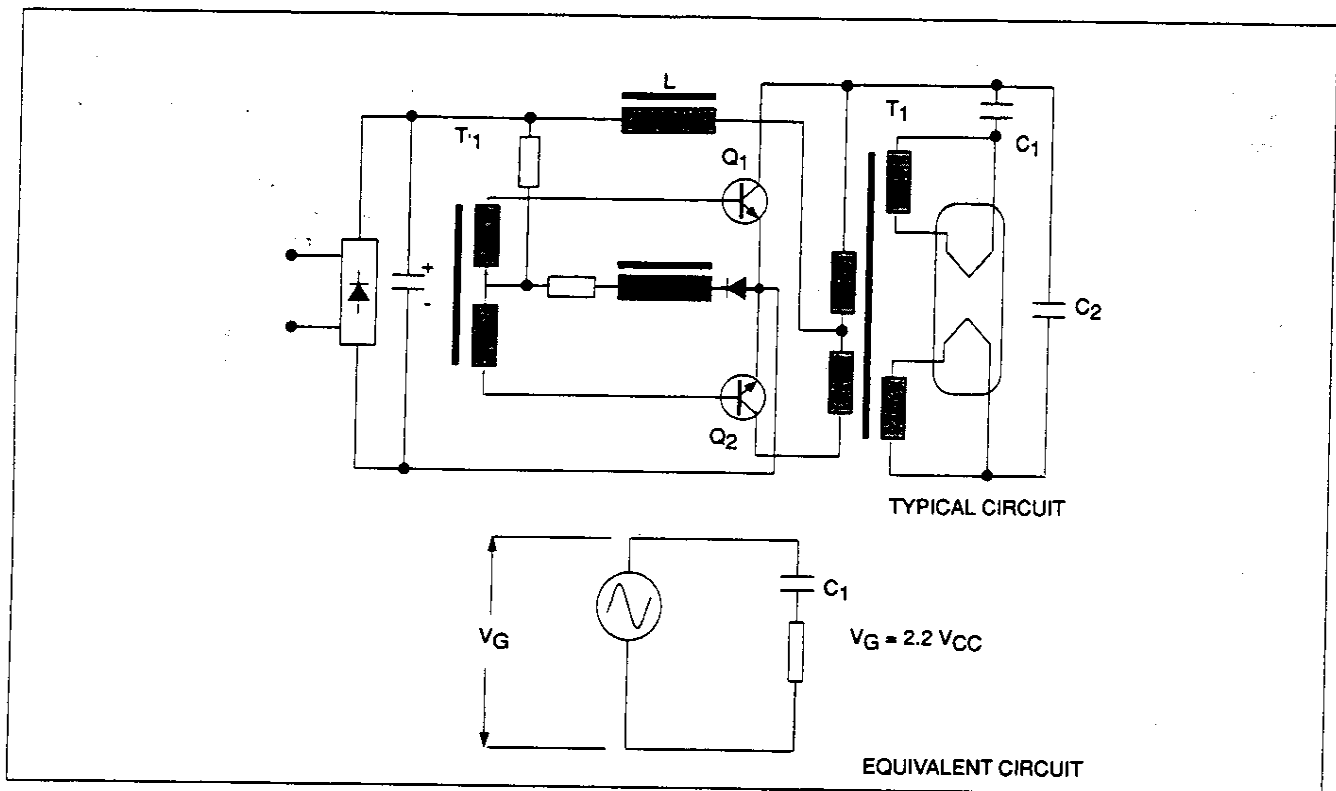 L
T'1
T1
Q1
C1
+
-
C2
Q2
TYPICAL CIRCUIT
VG
C1
VG = 2.2 VCC
EQUIVALENT CIRCUIT